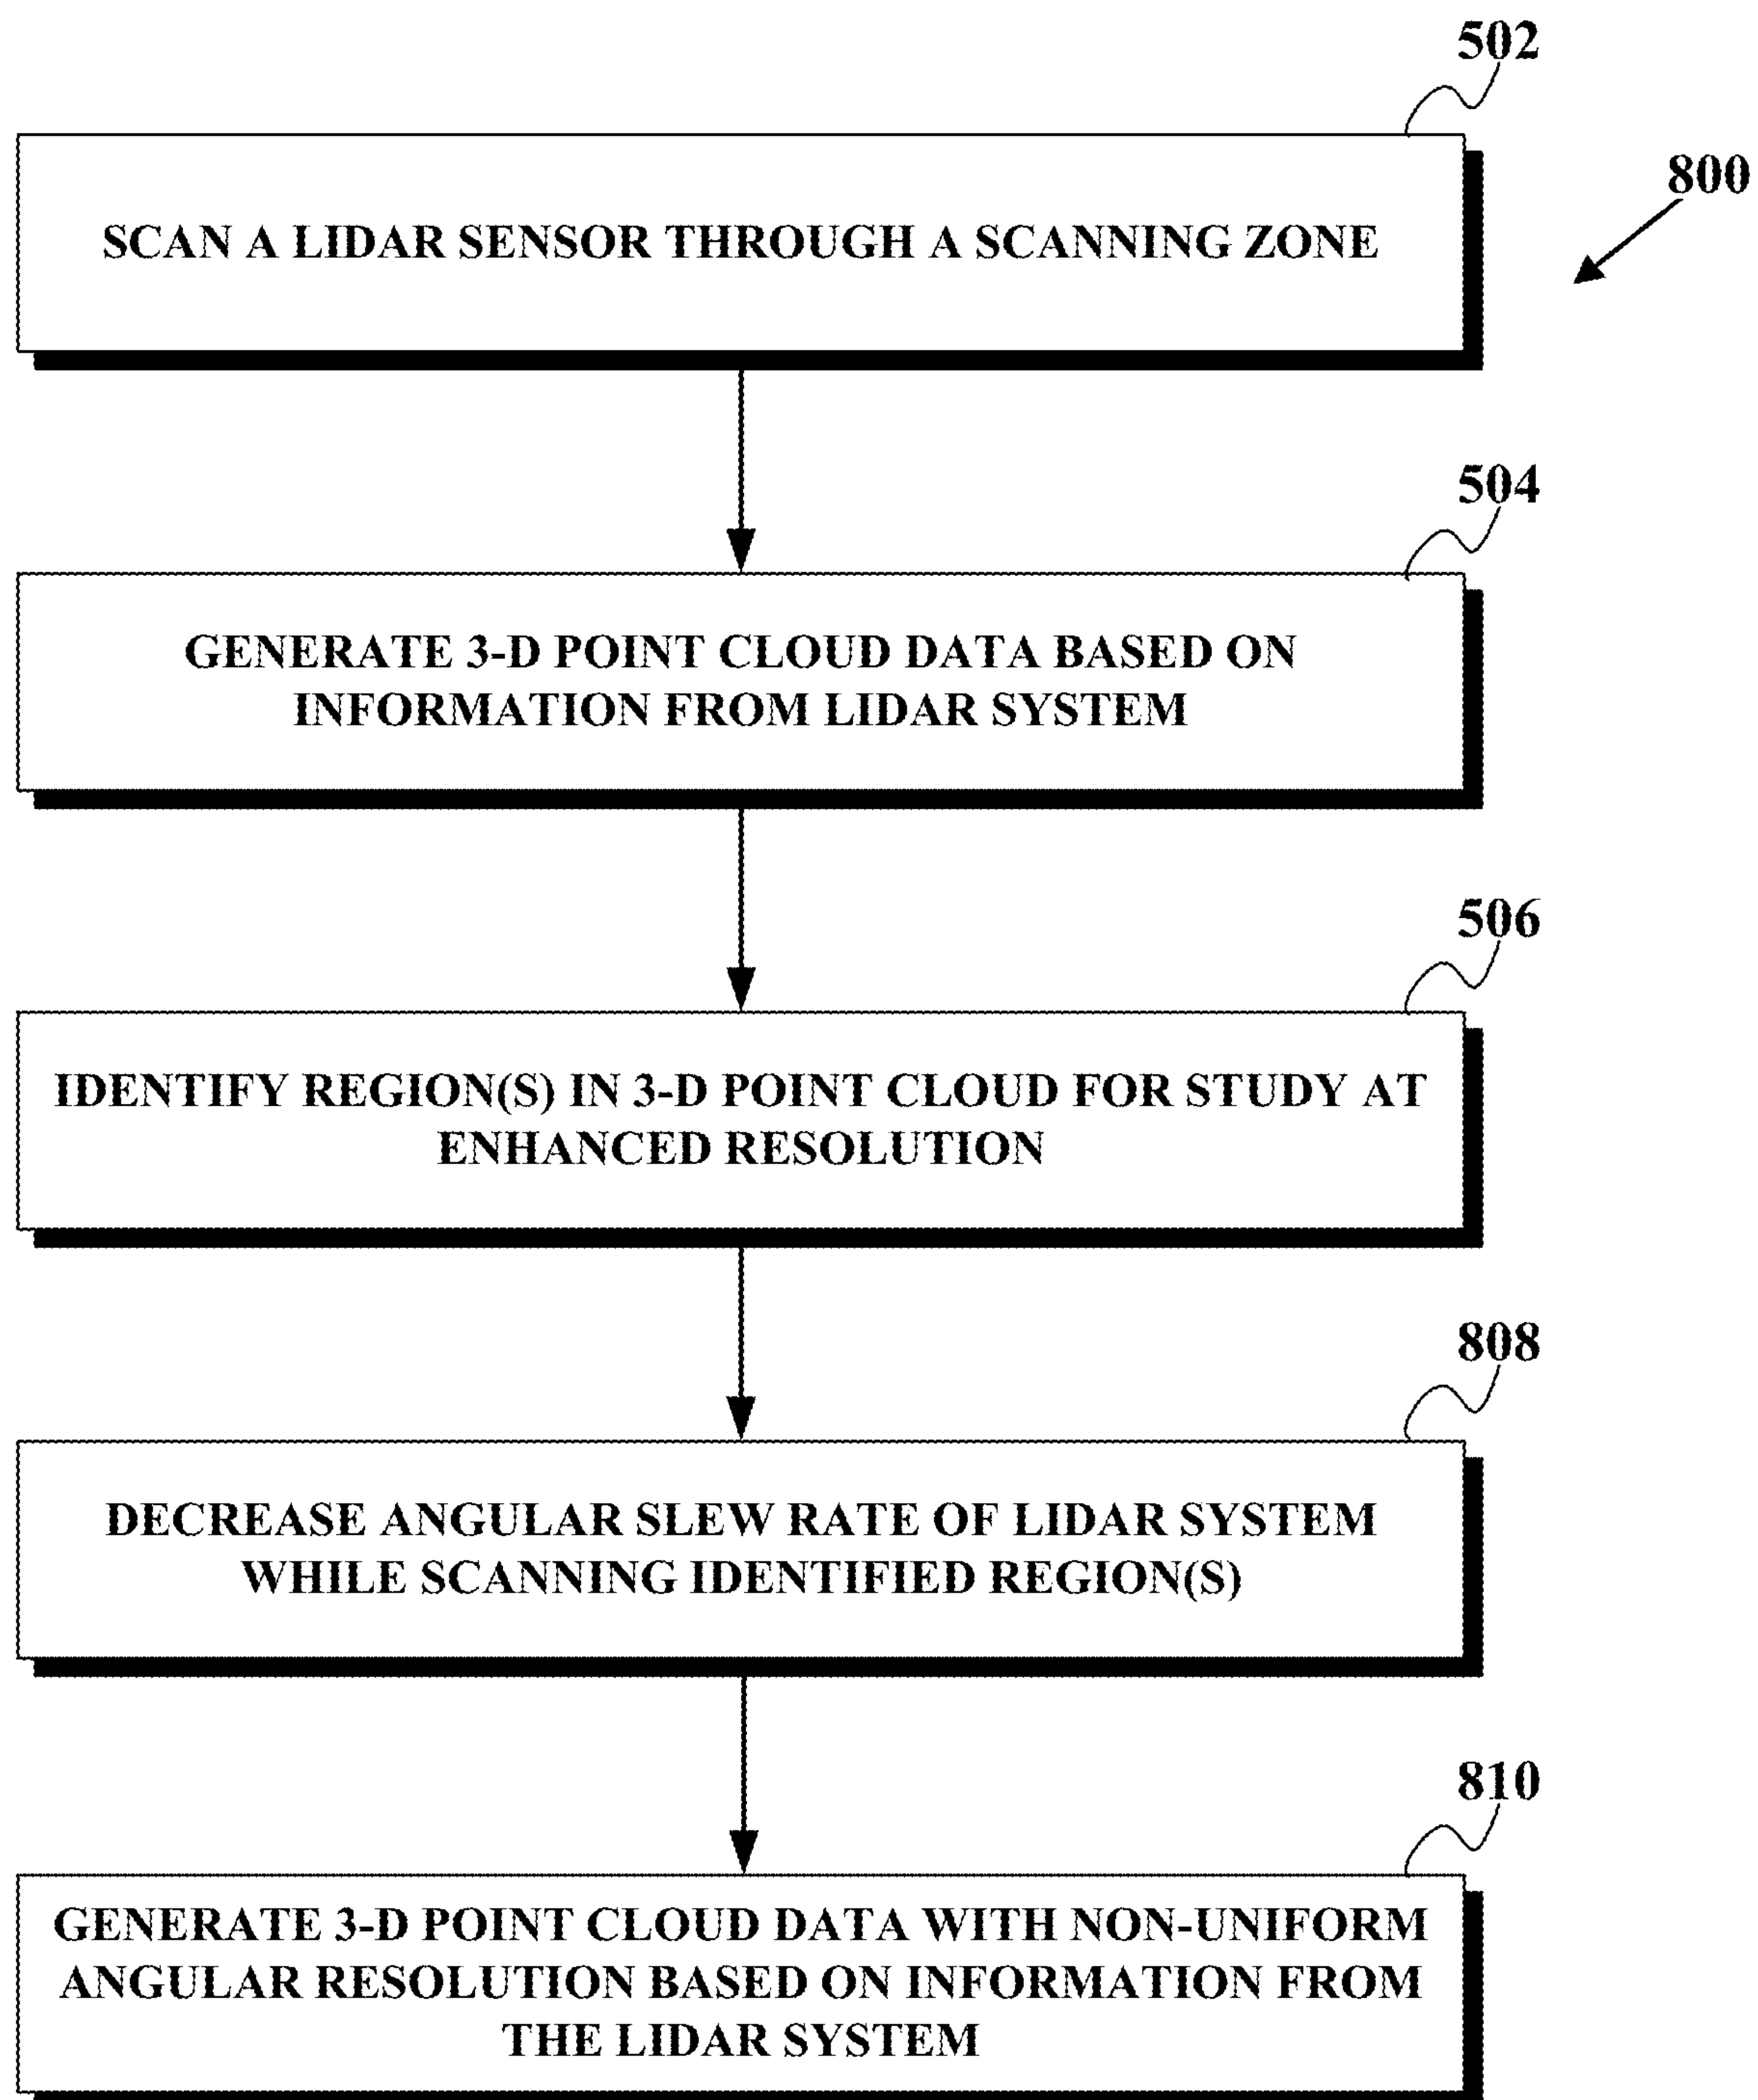 502
800
SCAN A LIDAR SENSOR THROUGH A SCANNING ZONE
504
GENERATE 3-D POINT CLOUD DATA BASED ON
INFORMATION FROM LIDAR SYSTEM
506
IDENTIFY REGION(S) IN 3-D POINT CLOUD FOR STUDY AT
ENHANCED RESOLUTION
808
DECREASE ANGULAR SLEW RATE OF LIDAR SYSTEM
WHILE SCANNING IDENTIFIED REGION(S)
810
GENERATE 3-D POINT CLOUD DATA WITH NON-UNIFORM
ANGULAR RESOLUTION BASED ON INFORMATION FROM
THE LIDAR SYSTEM